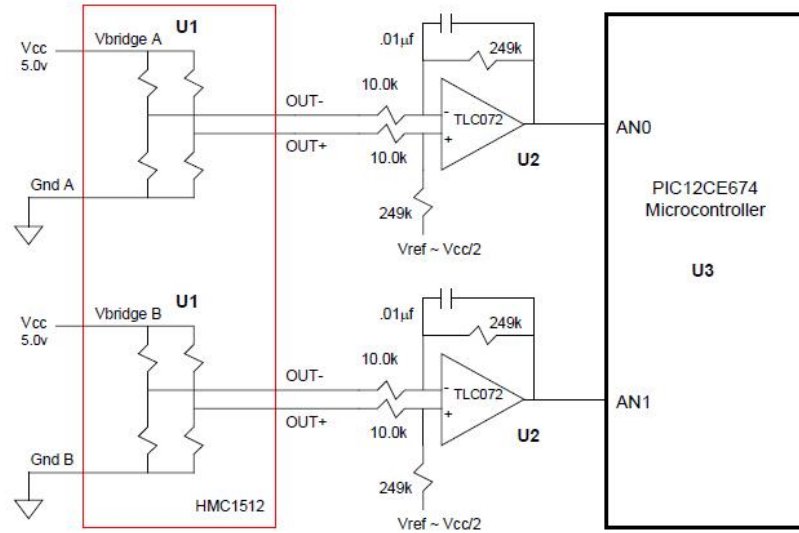 U1
Vcc
5.0v
Vbridge A
OUT-
OUT+
Gnd A
.01µf
249k
10.0k
10.0k
-
+
TLC072
U2
249k
Vref ~ Vcc/2
AN0
PIC12CE674
Microcontroller
U3
U1
Vcc
5.0v
Vbridge B
OUT-
OUT+
Gnd B
HMC1512
.01µf
249k
10.0k
10.0k
-
+
TLC072
U2
249k
Vref ~ Vcc/2
AN1